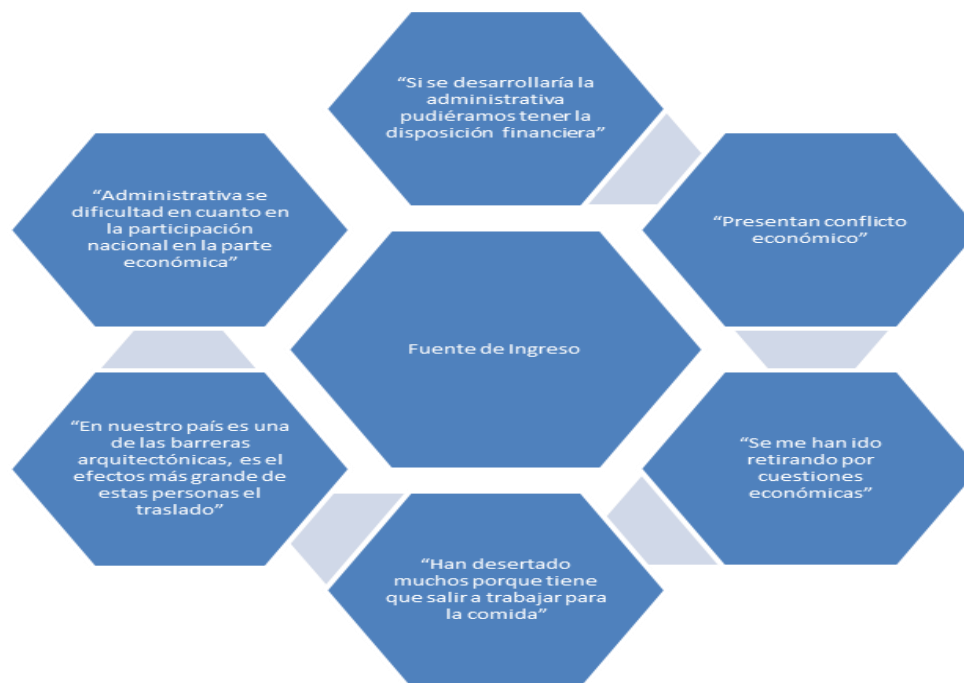 “Si se desarrollaría la
administrativa
pudiéramos tener la
disposición financiera”
“Presentan conflicto
económico”
“Se me han ido
retirando por
cuestiones
económicas”
“Han desertado
muchos porque tiene
que salir a trabajar para
la comida”
“En nuestro país es una
de las barreras
arquitectónicas, es el
efectos más grande de
estas personas el
traslado”
“Administrativa se
dificultad en cuanto en
la participación
nacional en la parte
económica”
Fuente de Ingreso